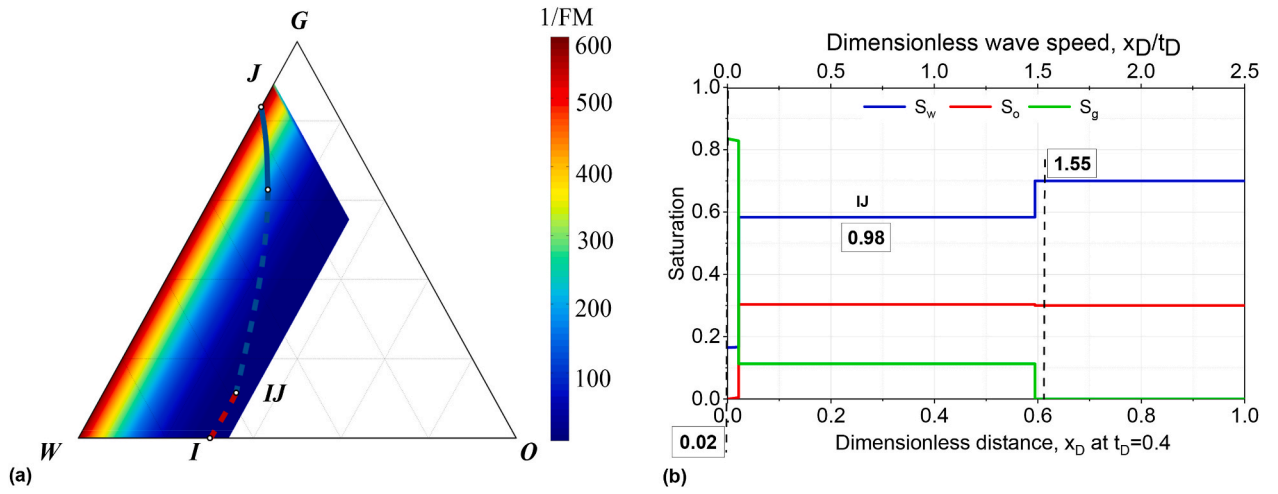 G
1/FM
J
600
500
400
300
200
100
IJ
W
I
O
(a)
Dimensionless wave speed, xD/tD
0.0 0.5 1.0 1.5 2.0 2.5
1.0
0.8
0.6
0.4
0.2
0.0
Saturation
Sw So Sg
1.55
IJ
0.98
0.02
0.0 0.2 0.4 0.6 0.8 1.0
Dimensionless distance, xD at tD=0.4
(b)